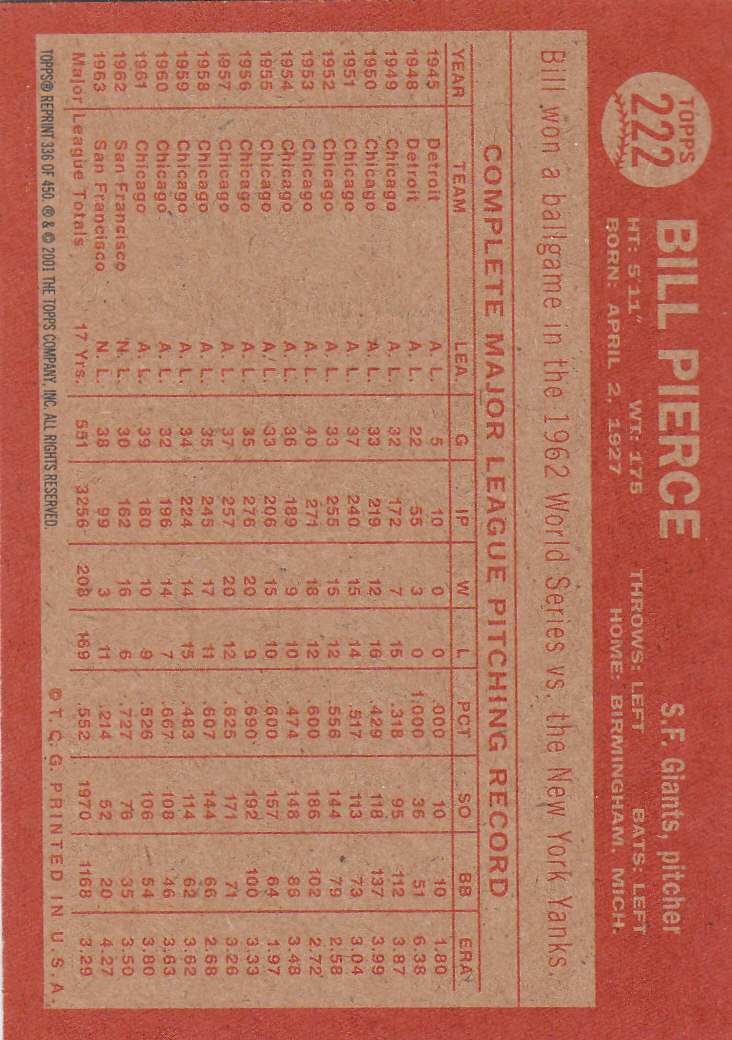 TOPPS
222
BILL PIERCE S.F. Giants, pitcher
HT: 5'11" WT: 175 THROWS: LEFT BATS: LEFT
BORN: APRIL 2, 1927 HOME: BIRMINGHAM, MICH.
Bill won a ballgame in the 1962 World Series vs. the New York Yanks.
COMPLETE MAJOR LEAGUE PITCHING RECORD
YEAR TEAM LEA G IP W L PCT SO BB ERA
1945 Detroit A. L. 5 10 0 0 .000 10 10 1.80
1948 Detroit A. L. 22 55 3 0 1.000 36 51 6.38
1949 Chicago A. L. 32 172 7 15 .318 95 112 3.87
1950 Chicago A. L. 33 219 12 16 .429 118 137 3.99
1951 Chicago A. L. 37 240 15 14 .517 113 73 3.04
1952 Chicago A. L. 33 255 15 12 .556 144 79 2.58
1953 Chicago A. L. 40 271 18 12 .600 186 102 2.72
1954 Chicago A. L. 36 189 9 10 .474 148 86 3.48
1955 Chicago A. L. 33 206 15 10 .600 157 64 1.97
1956 Chicago A. L. 35 276 20 9 .690 192 100 3.33
1957 Chicago A. L. 37 257 20 12 .625 171 71 3.26
1958 Chicago A. L. 35 245 17 11 .607 144 66 2.68
1959 Chicago A. L. 34 224 14 15 .483 114 62 3.62
1960 Chicago A. L. 32 196 14 7 .667 108 46 3.63
1961 Chicago A. L. 39 180 10 9 .526 106 54 3.80
1962 San Francisco N. L. 30 162 16 6 .727 76 35 3.50
1963 San Francisco N. L. 38 99 3 11 .214 52 20 4.27
Major League Totals 17 Yrs. 551 3256 208 169 .552 1970 1168 3.29
©T. C. G. PRINTED IN U.S.A.
TOPPS® REPRINT 336 OF 450. ® & © 2001 THE TOPPS COMPANY, INC. ALL RIGHTS RESERVED.